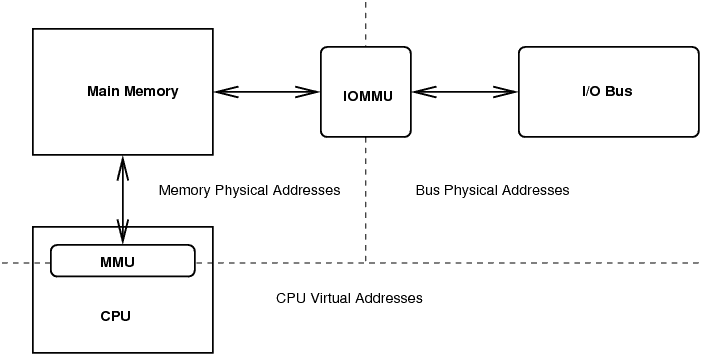 Main Memory
IOMMU
I/O Bus
Memory Physical Addresses
Bus Physical Addresses
MMU
CPU Virtual Addresses
CPU